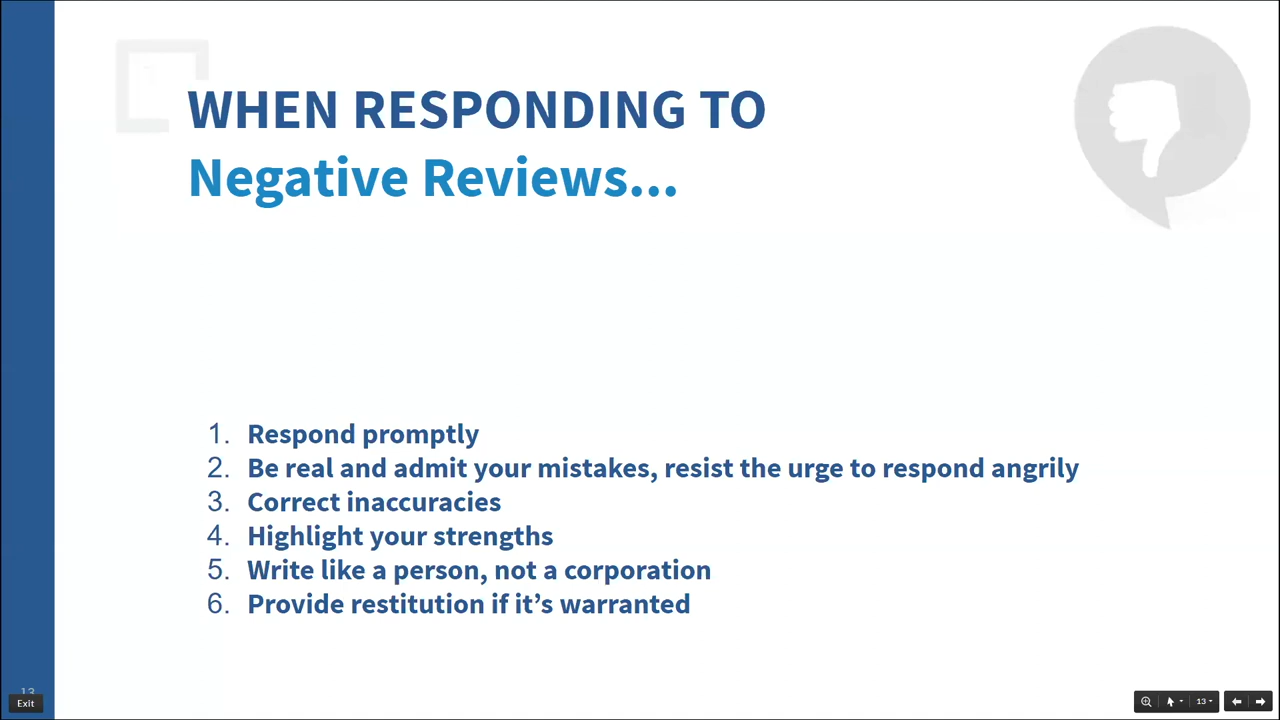 WHEN RESPONDING TO
Negative Reviews...
1. Respond promptly
2. Be real and admit your mistakes, resist the urge to respond angrily
3. Correct inaccuracies
4. Highlight your strengths
5. Write like a person, not a corporation
6. Provide restitution if it’s warranted
13
Exit
13